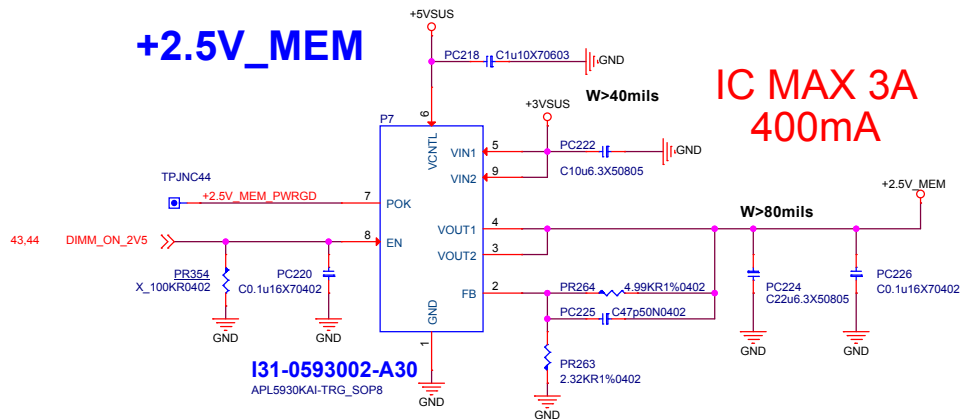 +5VSUS
+2.5V_MEM
PC218
C1u10X70603
GND
W>40mils
IC MAX 3A
400mA
+3VSUS
P7
6
VCNTL
VIN1
5
PC222
GND
VIN2
9
C10u6.3X50805
TPJNC44
+2.5V_MEM_PWRGD
7
POK
+2.5V_MEM
W>80mils
43,44
DIMM_ON_2V5
8
EN
VOUT1
4
VOUT2
3
PR354
X_100KR0402
PC220
C0.1u16X70402
FB
2
PR264
4.99KR1%0402
PC225
C47p50N0402
PC224
C22u6.3X50805
PC226
C0.1u16X70402
GND
GND
GND
1
GND
GND
PR263
2.32KR1%0402
I31-0593002-A30
APL5930KAI-TRG_SOP8
GND
GND